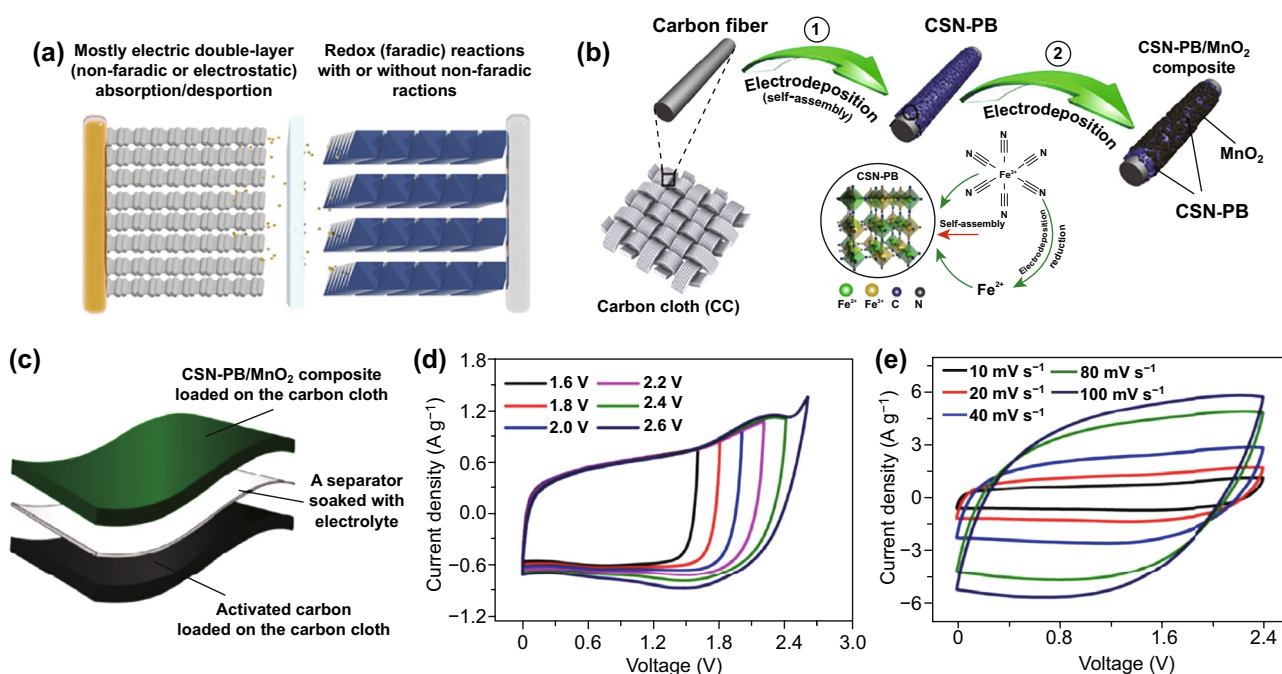 (a)
Mostly electric double-layer
(non-faradic or electrostatic)
absorption/desportion
Redox (faradic) reactions
with or without non-faradic
ractions
(b)
Carbon fiber
Carbon cloth (CC)
1
Electrodeposition
(self-assembly)
CSN-PB
2
Electrodeposition
CSN-PB/MnO₂
composite
MnO₂
CSN-PB
CSN-PB
Self-assembly
N
N
N
Fe³⁺
N
N
N
Electrodeposition
reduction
Fe²⁺
Fe²⁺ Fe³⁺ C N
(c)
CSN-PB/MnO₂ composite
loaded on the carbon cloth
A separator
soaked with
electrolyte
Activated carbon
loaded on the carbon cloth
(d)
Current density (A g⁻¹)
1.8
1.2
0.6
0.0
−0.6
−1.2
1.6 V 2.2 V
1.8 V 2.4 V
2.0 V 2.6 V
0 0.6 1.2 1.8 2.4 3.0
Voltage (V)
(e)
Current density (A g⁻¹)
6
3
0
−3
−6
10 mV s⁻¹ 80 mV s⁻¹
20 mV s⁻¹ 100 mV s⁻¹
40 mV s⁻¹
0 0.8 1.6 2.4
Voltage (V)